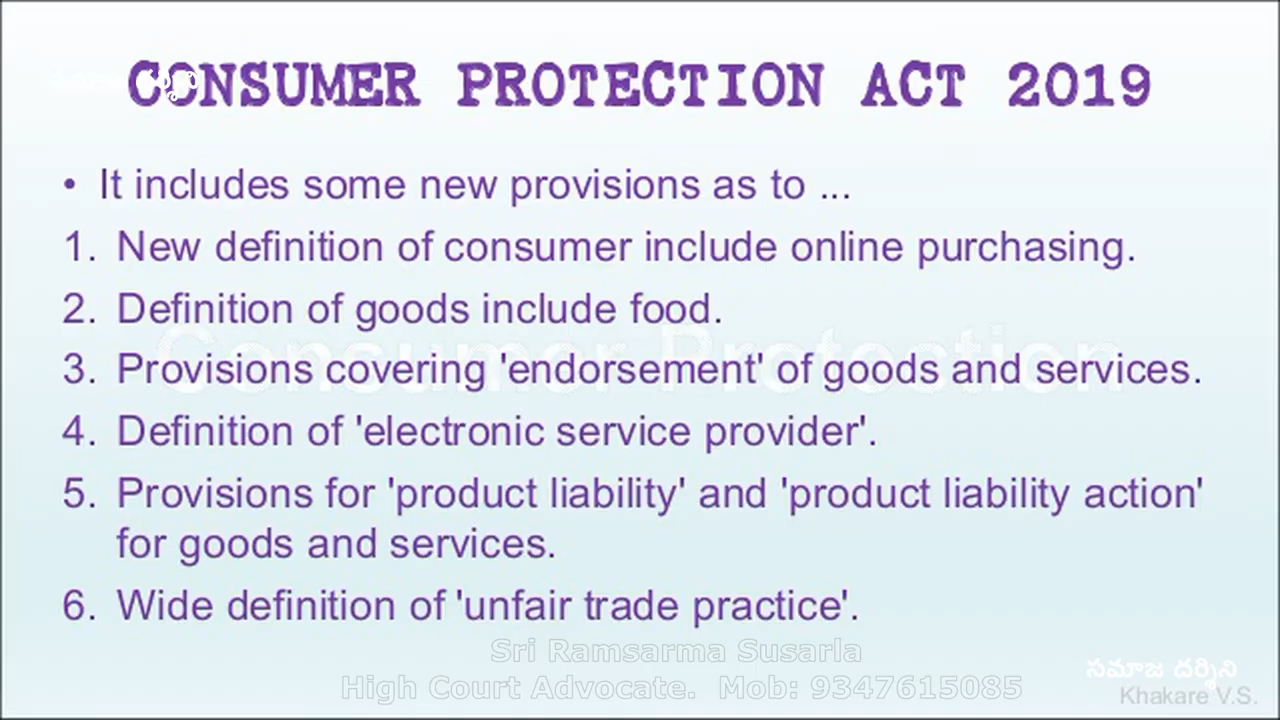 CONSUMER PROTECTION ACT 2019
• It includes some new provisions as to ...
1. New definition of consumer include online purchasing.
2. Definition of goods include food.
Consumer Protection
3. Provisions covering 'endorsement' of goods and services.
4. Definition of 'electronic service provider'.
5. Provisions for 'product liability' and 'product liability action'
for goods and services.
6. Wide definition of 'unfair trade practice'.
Sri Ramsarma Susarla
High Court Advocate. Mob: 9347615085
సమాజ దర్శిని
Khakare V.S.